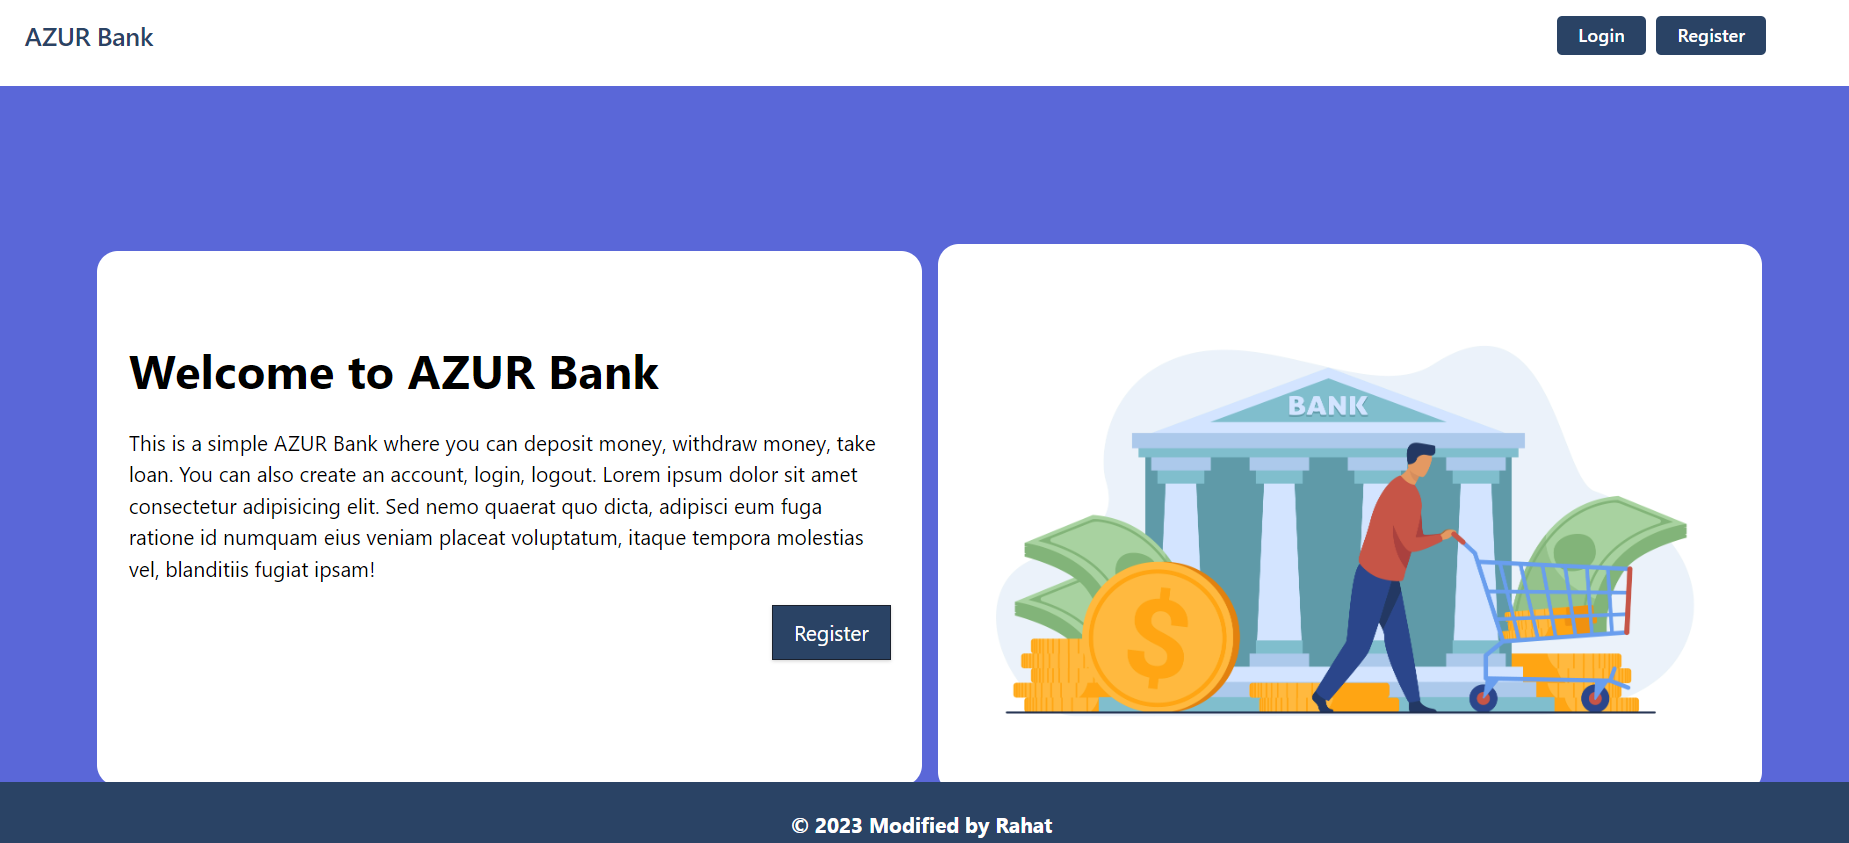 AZUR Bank
Login
Register
Welcome to AZUR Bank
This is a simple AZUR Bank where you can deposit money, withdraw money, take
loan. You can also create an account, login, logout. Lorem ipsum dolor sit amet
consectetur adipisicing elit. Sed nemo quaerat quo dicta, adipisci eum fuga
ratione id numquam eius veniam placeat voluptatum, itaque tempora molestias
vel, blanditiis fugiat ipsam!
Register
BANK
$
© 2023 Modified by Rahat